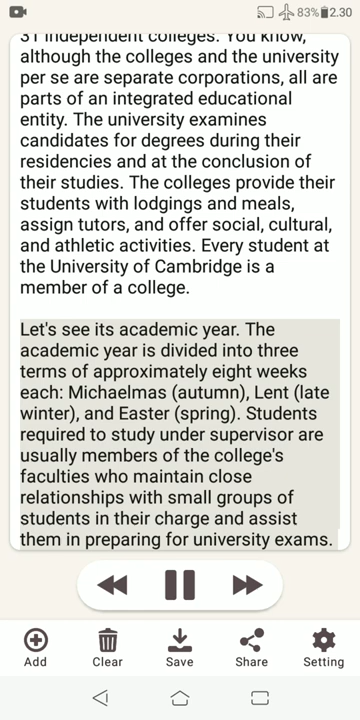 83% 2.30
31 independent colleges. You know,
although the colleges and the university
per se are separate corporations, all are
parts of an integrated educational
entity. The university examines
candidates for degrees during their
residencies and at the conclusion of
their studies. The colleges provide their
students with lodgings and meals,
assign tutors, and offer social, cultural,
and athletic activities. Every student at
the University of Cambridge is a
member of a college.
Let's see its academic year. The
academic year is divided into three
terms of approximately eight weeks
each: Michaelmas (autumn), Lent (late
winter), and Easter (spring). Students
required to study under supervisor are
usually members of the college's
faculties who maintain close
relationships with small groups of
students in their charge and assist
them in preparing for university exams.
Add Clear Save Share Setting